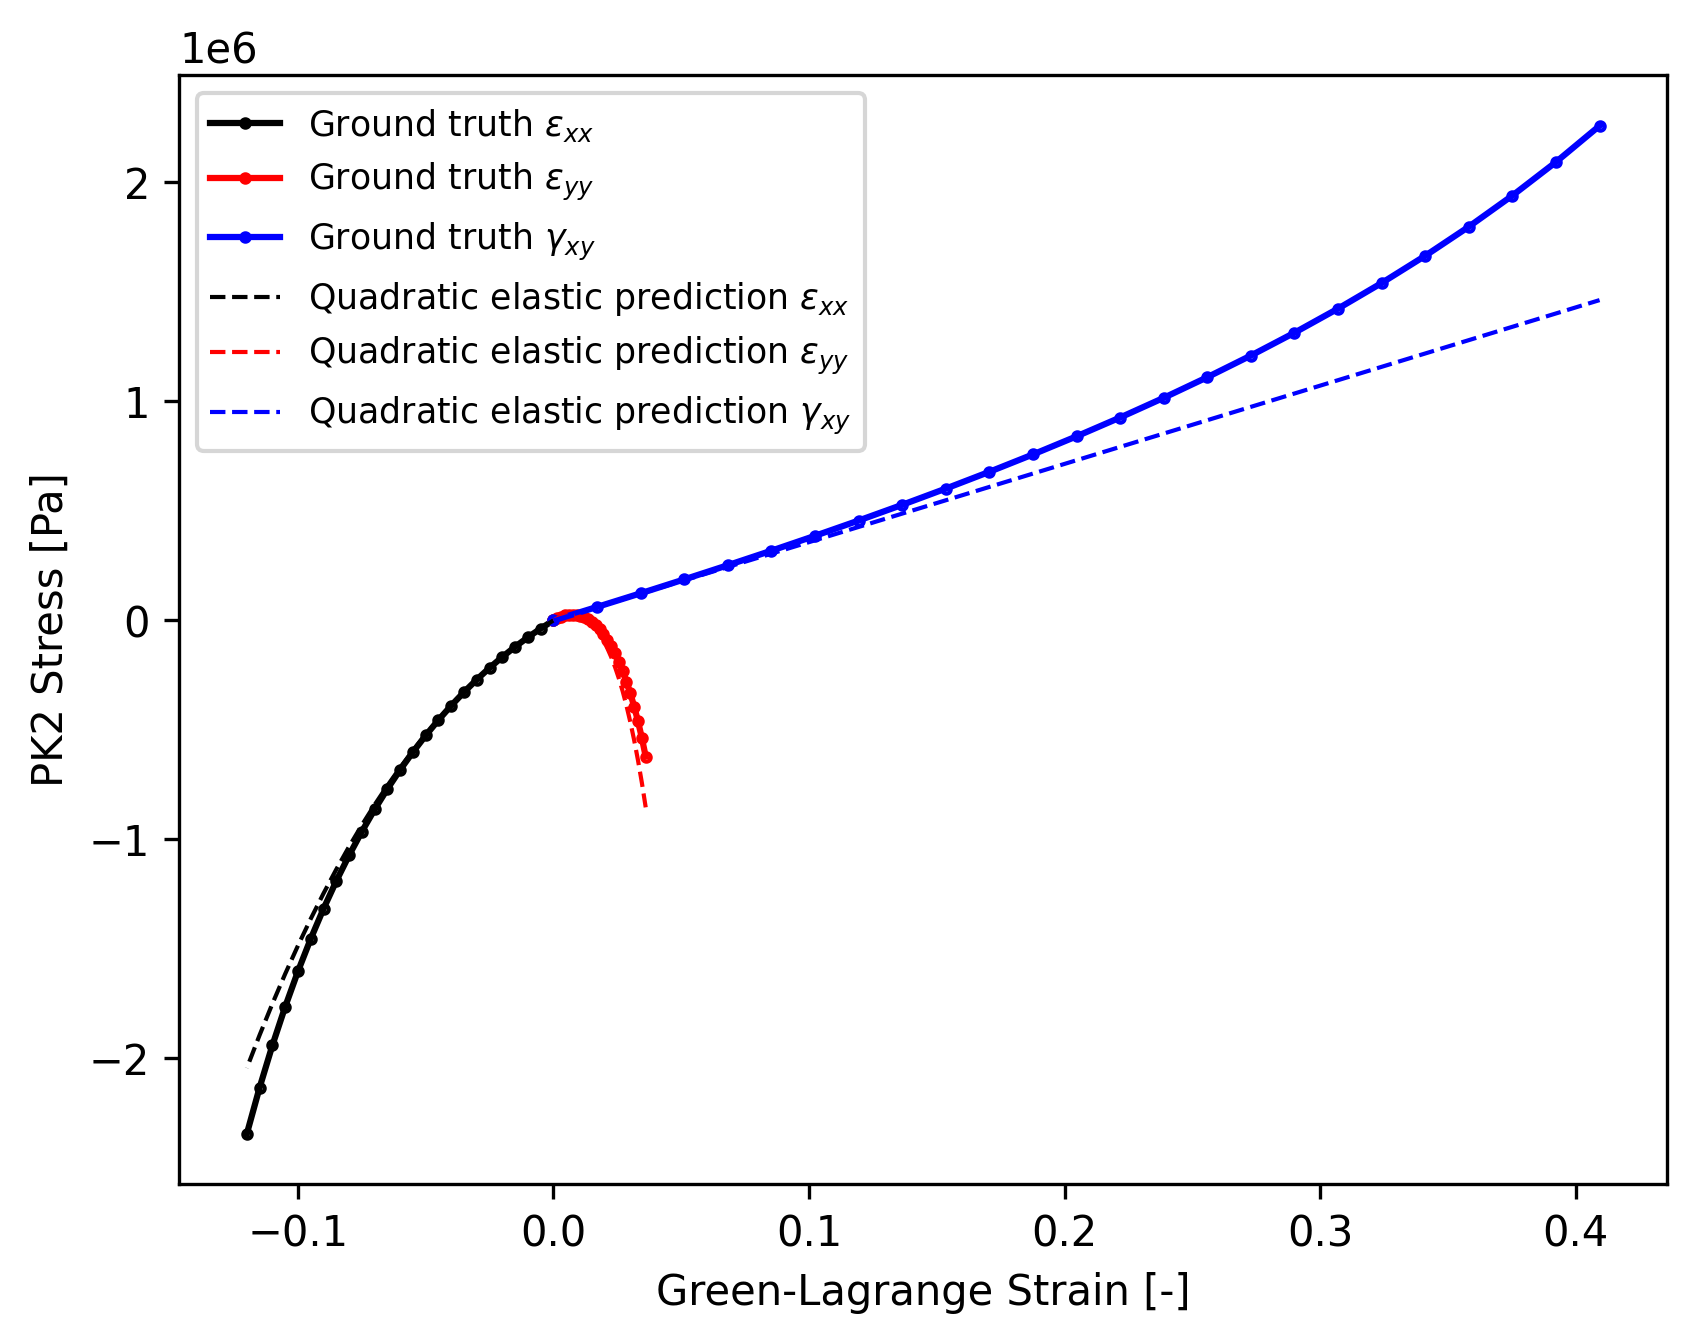 1e6
Ground truth εxx
Ground truth εyy
Ground truth γxy
Quadratic elastic prediction εxx
Quadratic elastic prediction εyy
Quadratic elastic prediction γxy
2
1
0
−1
−2
PK2 Stress [Pa]
−0.1 0.0 0.1 0.2 0.3 0.4
Green-Lagrange Strain [-]